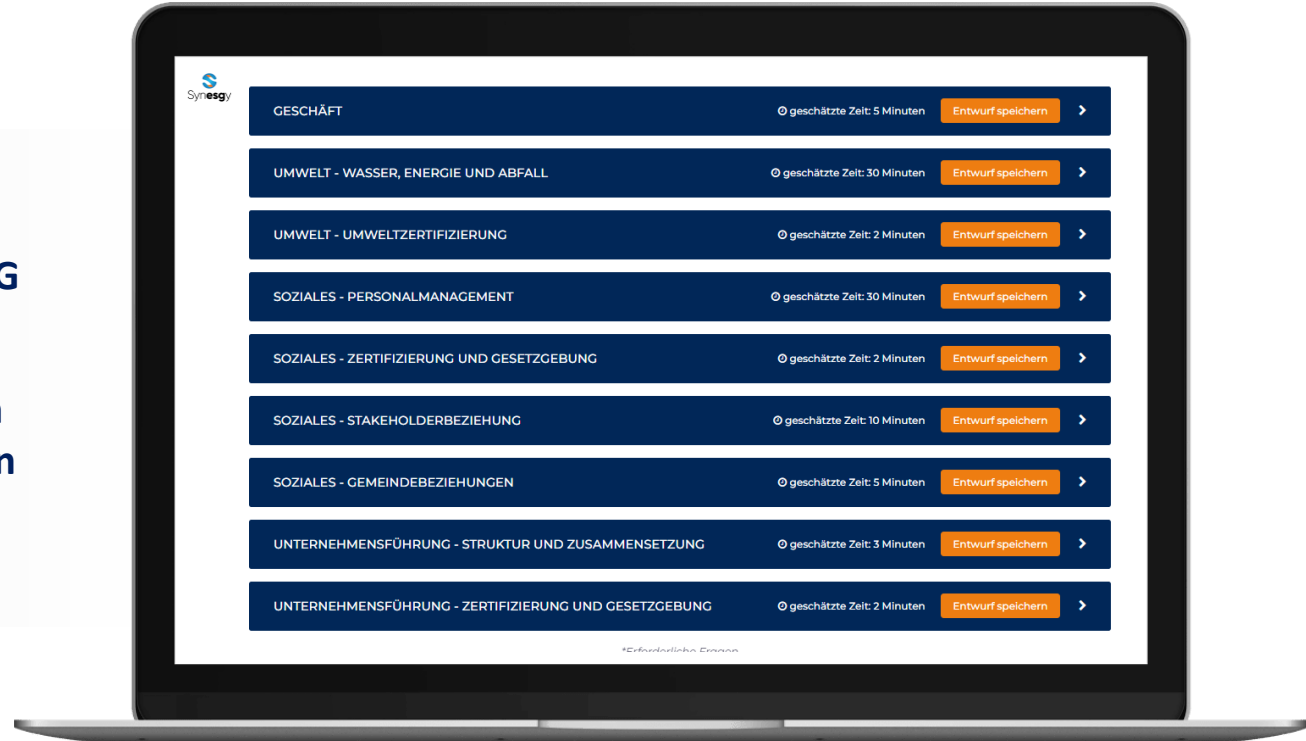 Synesgy
GESCHÄFT
geschätzte Zeit: 5 Minuten
Entwurf speichern
UMWELT - WASSER, ENERGIE UND ABFALL
geschätzte Zeit: 30 Minuten
Entwurf speichern
UMWELT - UMWELTZERTIFIZIERUNG
geschätzte Zeit: 2 Minuten
Entwurf speichern
SOZIALES - PERSONALMANAGEMENT
geschätzte Zeit: 30 Minuten
Entwurf speichern
SOZIALES - ZERTIFIZIERUNG UND GESETZGEBUNG
geschätzte Zeit: 2 Minuten
Entwurf speichern
SOZIALES - STAKEHOLDERBEZIEHUNG
geschätzte Zeit: 10 Minuten
Entwurf speichern
SOZIALES - GEMEINDEBEZIEHUNGEN
geschätzte Zeit: 5 Minuten
Entwurf speichern
UNTERNEHMENSFÜHRUNG - STRUKTUR UND ZUSAMMENSETZUNG
geschätzte Zeit: 3 Minuten
Entwurf speichern
UNTERNEHMENSFÜHRUNG - ZERTIFIZIERUNG UND GESETZGEBUNG
geschätzte Zeit: 2 Minuten
Entwurf speichern
*Erforderliche Fragen